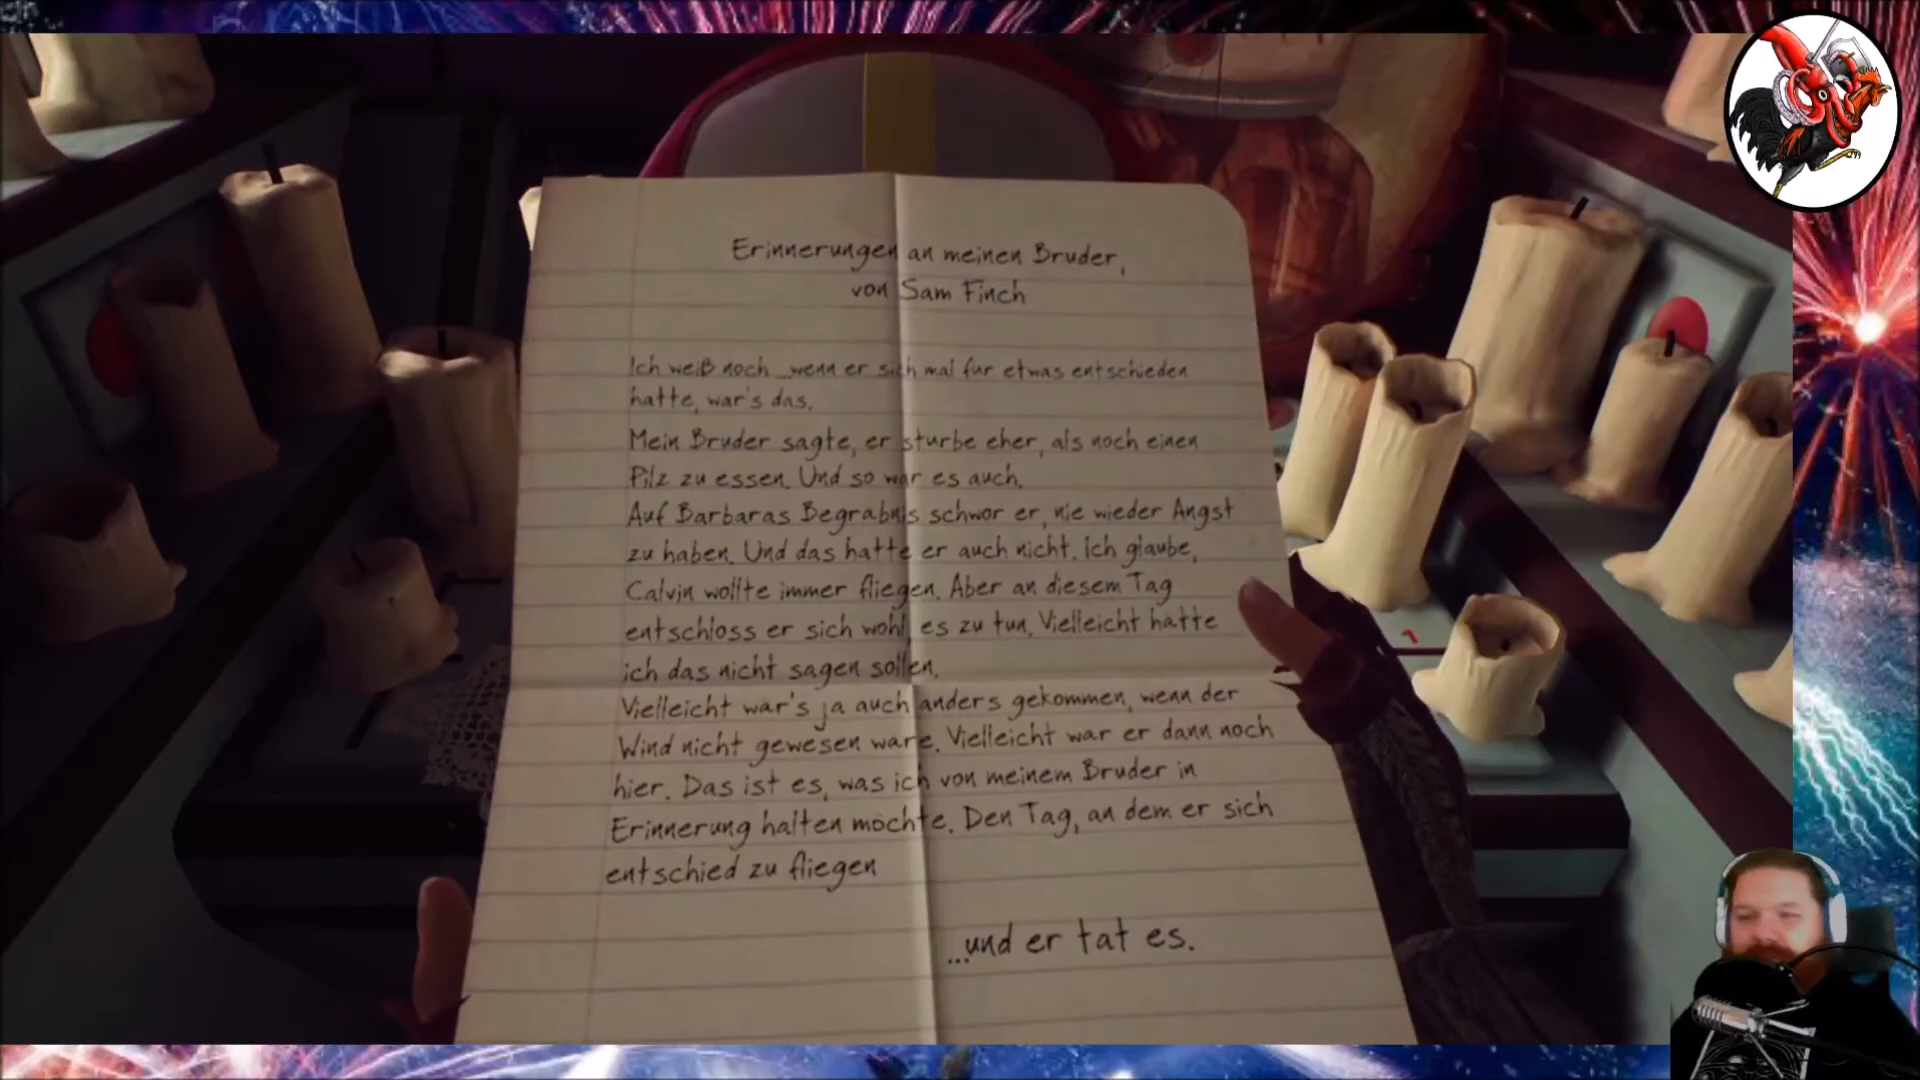 Erinnerungen an meinen Bruder,
von Sam Finch
Ich weiß noch ...wenn er sich mal fur etwas entschieden
hatte, war's das.
Mein Bruder sagte, er sturbe eher, als noch einen
Pilz zu essen. Und so war es auch.
Auf Barbaras Begrabnis schwor er, nie wieder Angst
zu haben. Und das hatte er auch nicht. Ich glaube,
Calvin wollte immer fliegen. Aber an diesem Tag
entschloss er sich wohl, es zu tun. Vielleicht hatte
ich das nicht sagen sollen.
Vielleicht war's ja auch anders gekommen, wenn der
Wind nicht gewesen ware. Vielleicht war er dann noch
hier. Das ist es, was ich von meinem Bruder in
Erinnerung halten mochte. Den Tag, an dem er sich
entschied zu fliegen
...und er tat es.